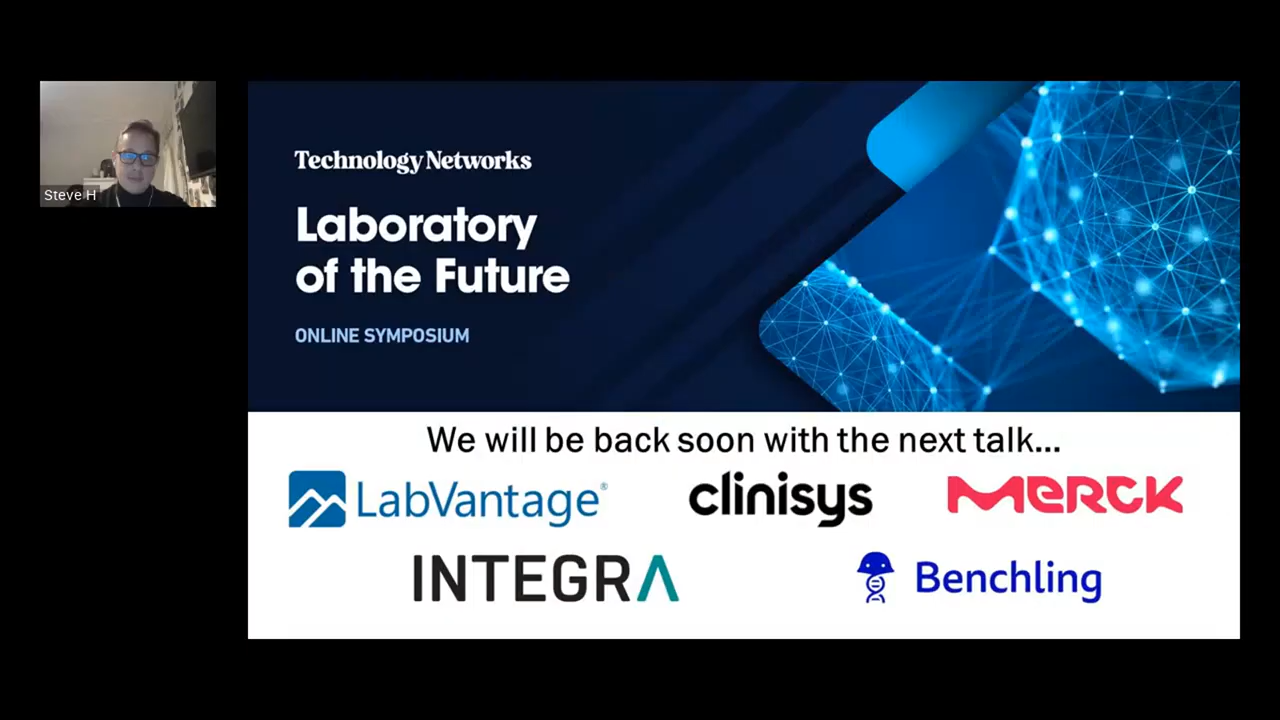 Steve H
Technology Networks
Laboratory
of the Future
ONLINE SYMPOSIUM
We will be back soon with the next talk...
LabVantage®
clinisys
MERCK
INTEGRA
Benchling